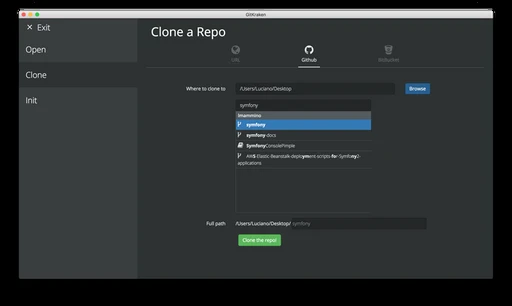 GitKraken
× Exit
Open
Clone
Init
Clone a Repo
URL
Github
Bitbucket
Where to clone to
/Users/Luciano/Desktop
Browse
symfony
lmammino
symfony
symfony-docs
SymfonyConsolePimple
AWS Elastic-Beanstalk-deployment-scripts-for-Symfony2-
applications
Full path
/Users/Luciano/Desktop/ symfony
Clone the repo!